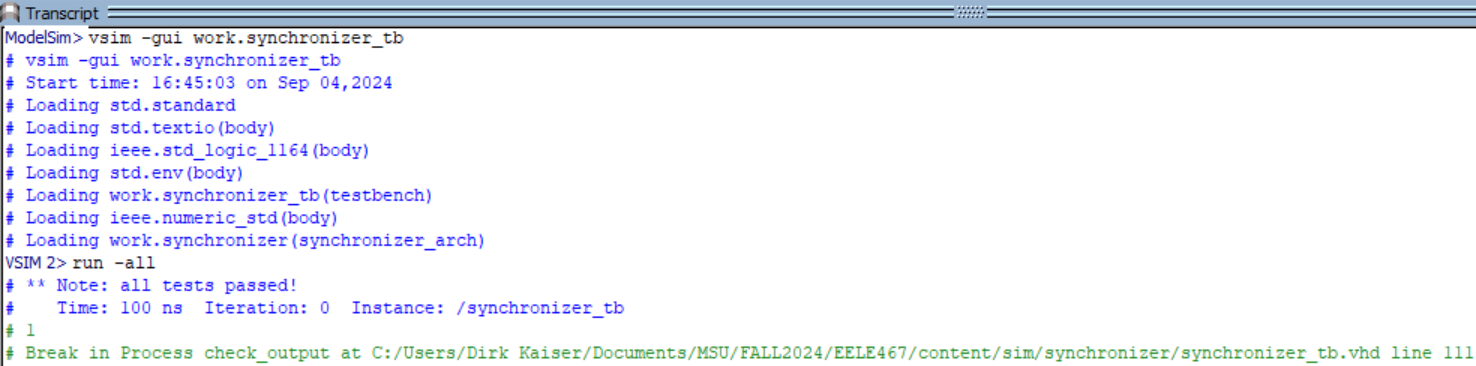 Transcript
ModelSim> vsim -gui work.synchronizer_tb
# vsim -gui work.synchronizer_tb
# Start time: 16:45:03 on Sep 04,2024
# Loading std.standard
# Loading std.textio(body)
# Loading ieee.std_logic_1164(body)
# Loading std.env(body)
# Loading work.synchronizer_tb(testbench)
# Loading ieee.numeric_std(body)
# Loading work.synchronizer(synchronizer_arch)
VSIM 2> run -all
# ** Note: all tests passed!
#    Time: 100 ns  Iteration: 0  Instance: /synchronizer_tb
# 1
# Break in Process check_output at C:/Users/Dirk Kaiser/Documents/MSU/FALL2024/EELE467/content/sim/synchronizer/synchronizer_tb.vhd line 111